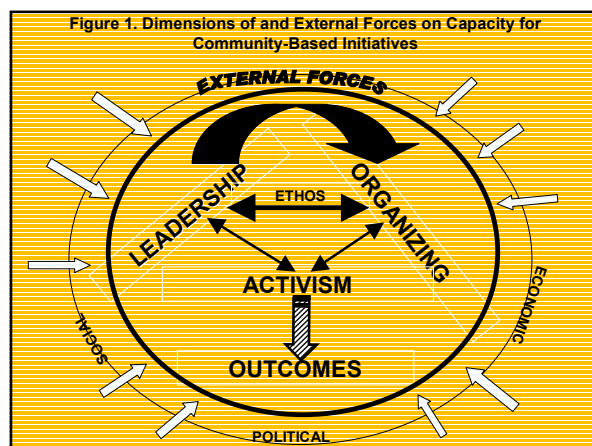 Figure 1. Dimensions of and External Forces on Capacity for
Community-Based Initiatives
EXTERNAL FORCES
LEADERSHIP
ETHOS
ORGANIZING
ACTIVISM
OUTCOMES
SOCIAL
ECONOMIC
POLITICAL